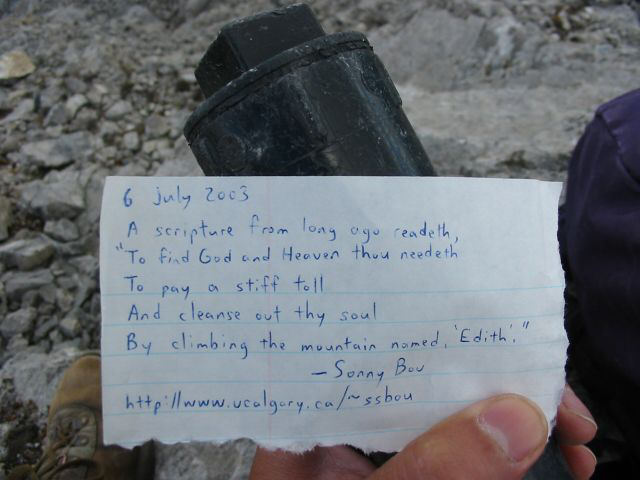 6 July 2003
A scripture from long ago readeth,
"To find God and Heaven thou needeth
To pay a stiff toll
And cleanse out thy soul
By climbing the mountain named, 'Edith'."
— Sonny Bou
http://www.ucalgary.ca/~ssbou